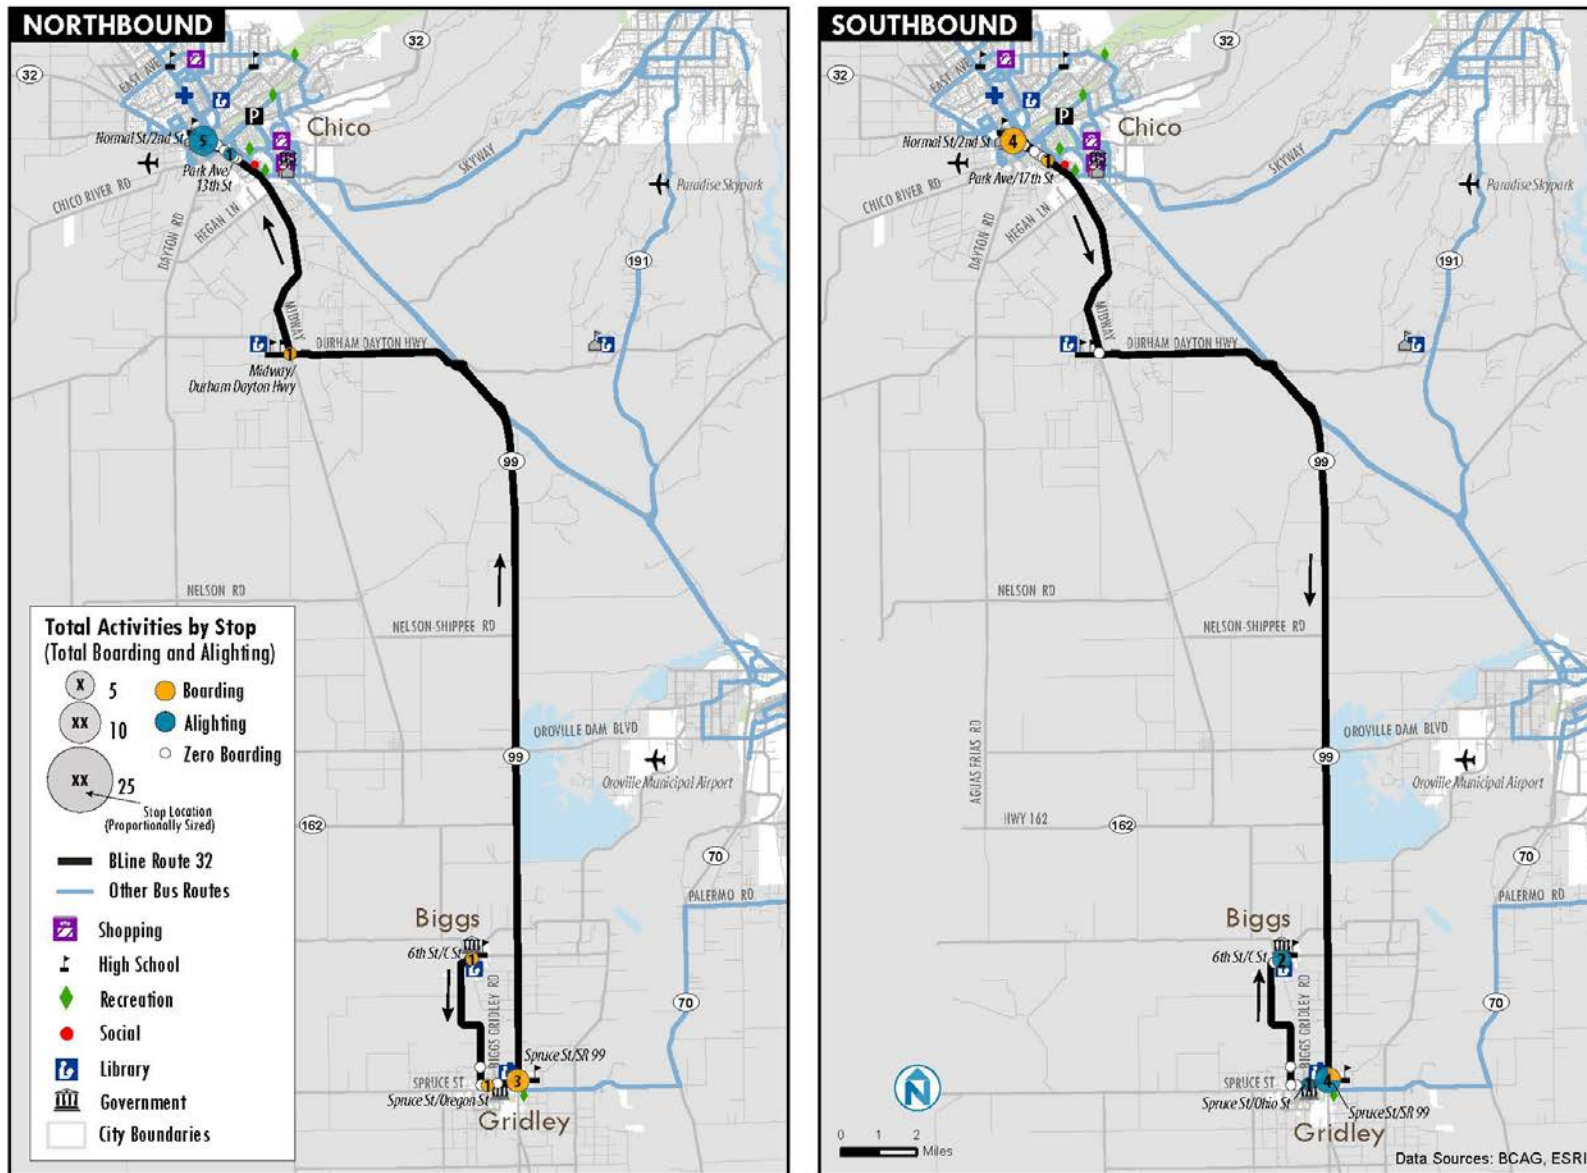 NORTHBOUND
32
32
EAST AVE
P
Chico
Normal St/2nd St
5
1
Park Ave/
13th St
SKYWAY
Paradise Skypark
CHICO RIVER RD
DAYTON RD
HEGAN LN
191
MIDWAY
DURHAM DAYTON HWY
1
Midway/
Durham Dayton Hwy
99
NELSON RD
NELSON-SHIPPEE RD
Total Activities by Stop
(Total Boarding and Alighting)
X 5
XX 10
XX 25
Boarding
Alighting
Zero Boarding
Stop Location
(Proportionally Sized)
BLine Route 32
Other Bus Routes
Shopping
High School
Recreation
Social
Library
Government
City Boundaries
OROVILLE DAM BLVD
99
Oroville Municipal Airport
162
70
PALERMO RD
Biggs
6th St/C St
1
BIGGS GRIDLEY RD
70
Spruce St/SR 99
SPRUCE ST
1
3
Spruce St/Oregon St
Gridley
SOUTHBOUND
32
32
EAST AVE
P
Chico
Normal St/2nd St
4
1
Park Ave/17th St
SKYWAY
Paradise Skypark
CHICO RIVER RD
DAYTON RD
HEGAN LN
191
MIDWAY
DURHAM DAYTON HWY
99
NELSON RD
NELSON-SHIPPEE RD
AGUAS FRIAS RD
OROVILLE DAM BLVD
99
Oroville Municipal Airport
HWY 162
162
70
PALERMO RD
Biggs
6th St/C St
2
BIGGS GRIDLEY RD
70
SPRUCE ST
1
4
Spruce St/Ohio St
Spruce St/SR 99
Gridley
N
0 1 2
Miles
Data Sources: BCAG, ESRI